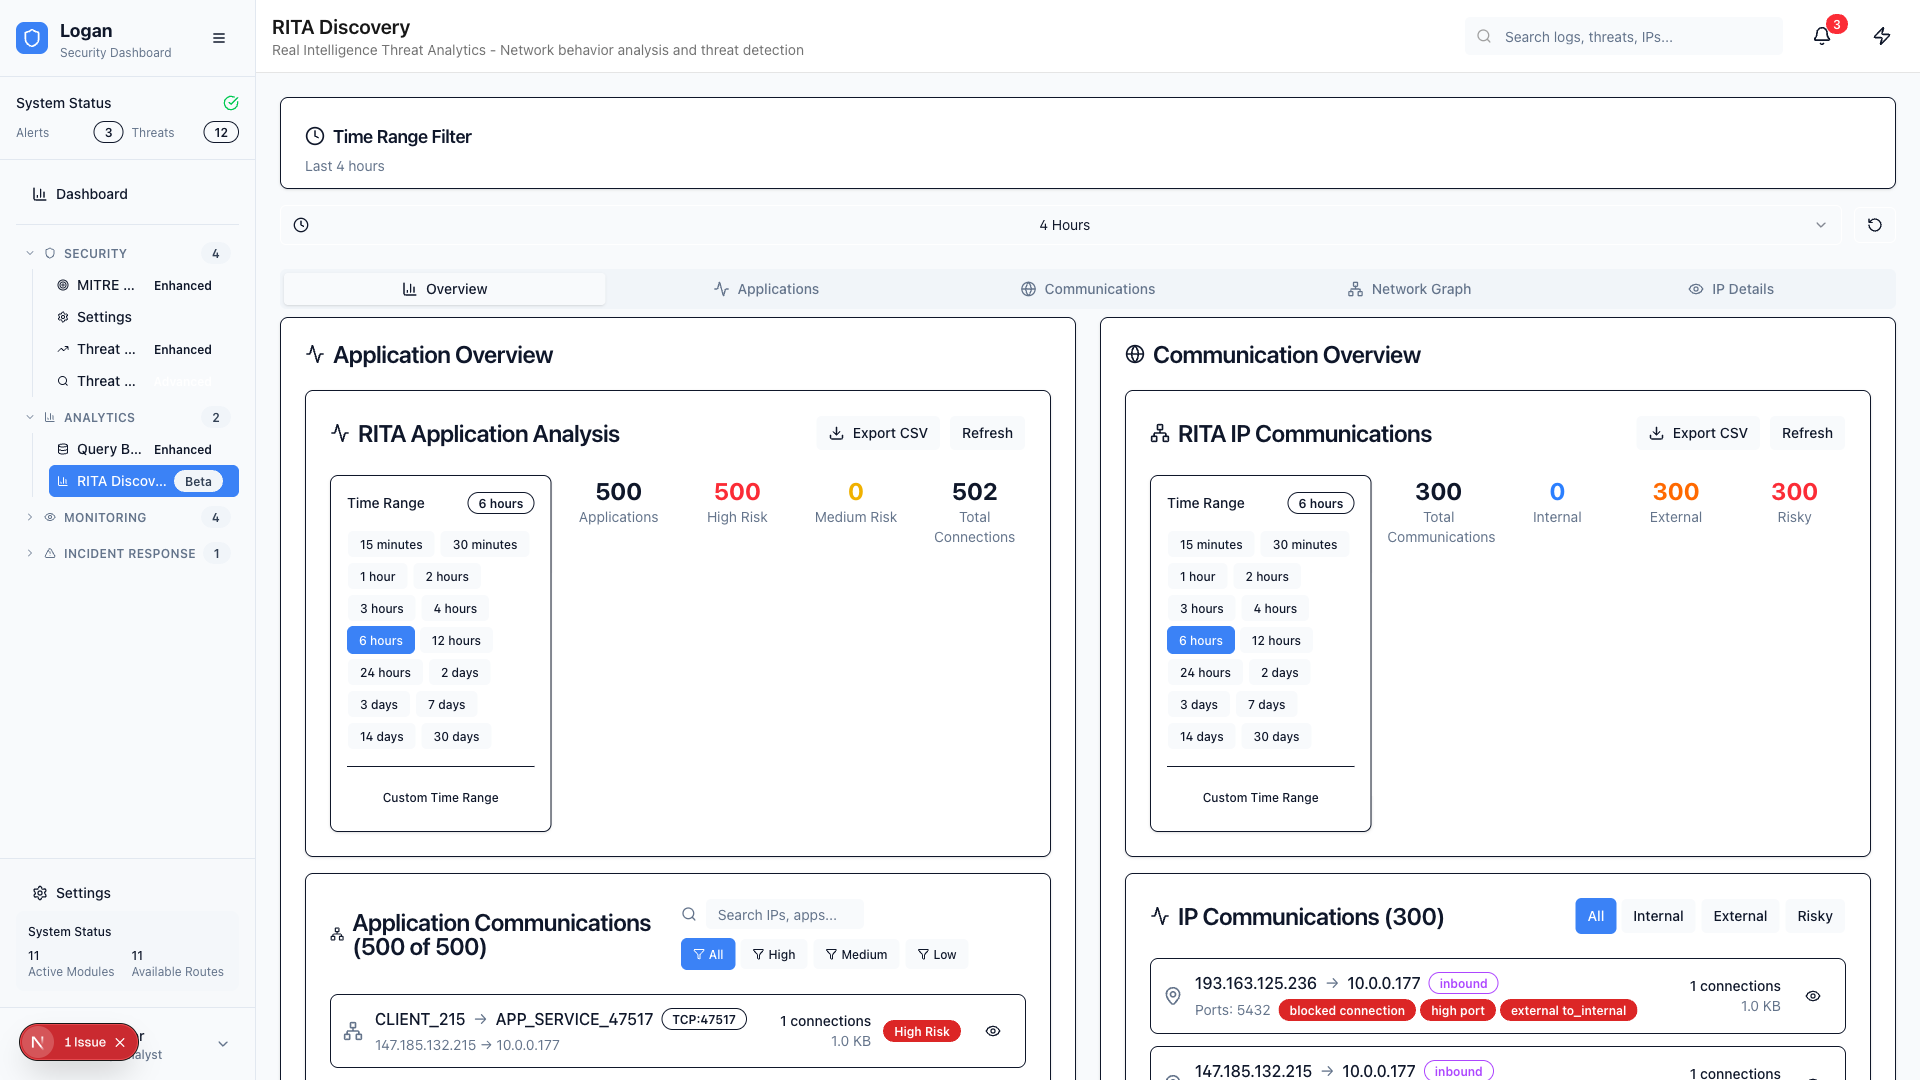 Logan
Security Dashboard
System Status
Alerts 3 Threats 12
Dashboard
SECURITY 4
MITRE ... Enhanced
Settings
Threat ... Enhanced
Threat ... Advanced
ANALYTICS 2
Query B... Enhanced
RITA Discov... Beta
MONITORING 4
INCIDENT RESPONSE 1
Settings
System Status
11 11
Active Modules Available Routes
N 1 Issue
r
alyst
RITA Discovery
Real Intelligence Threat Analytics - Network behavior analysis and threat detection
Search logs, threats, IPs...
3
Time Range Filter
Last 4 hours
4 Hours
Overview Applications Communications Network Graph IP Details
Application Overview
RITA Application Analysis
Export CSV Refresh
Time Range 6 hours
15 minutes 30 minutes
1 hour 2 hours
3 hours 4 hours
6 hours 12 hours
24 hours 2 days
3 days 7 days
14 days 30 days
Custom Time Range
500 500 0 502
Applications High Risk Medium Risk Total
Connections
Application Communications
(500 of 500)
Search IPs, apps...
All High Medium Low
CLIENT_215 → APP_SERVICE_47517 TCP:47517
147.185.132.215 → 10.0.0.177
1 connections
1.0 KB
High Risk
Communication Overview
RITA IP Communications
Export CSV Refresh
Time Range 6 hours
15 minutes 30 minutes
1 hour 2 hours
3 hours 4 hours
6 hours 12 hours
24 hours 2 days
3 days 7 days
14 days 30 days
Custom Time Range
300 0 300 300
Total Internal External Risky
Communications
IP Communications (300)
All Internal External Risky
193.163.125.236 → 10.0.0.177 inbound
Ports: 5432 blocked connection high port external to_internal
1 connections
1.0 KB
147.185.132.215 → 10.0.0.177 inbound
1 connections